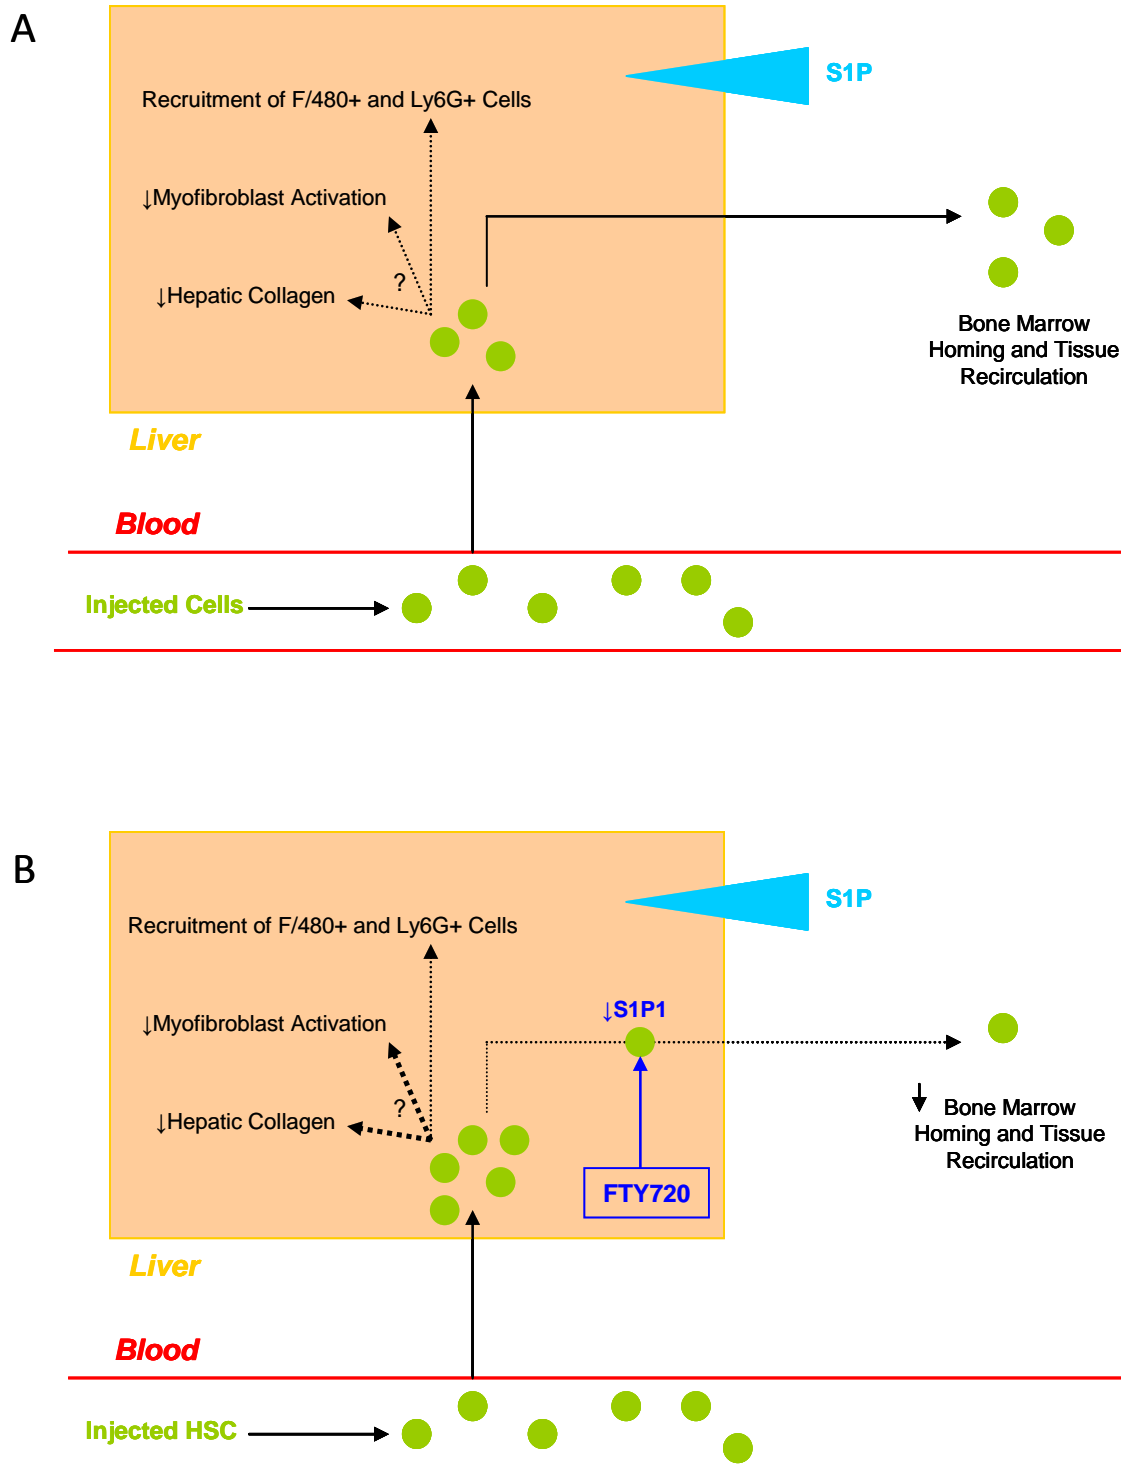 A
S1P
Recruitment of F/480+ and Ly6G+ Cells
↓Myofibroblast Activation
?
↓Hepatic Collagen
Bone Marrow
Homing and Tissue
Recirculation
Liver
Blood
Injected Cells
B
S1P
Recruitment of F/480+ and Ly6G+ Cells
↓S1P1
↓Myofibroblast Activation
?
↓Hepatic Collagen
↓ Bone Marrow
Homing and Tissue
Recirculation
FTY720
Liver
Blood
Injected HSC